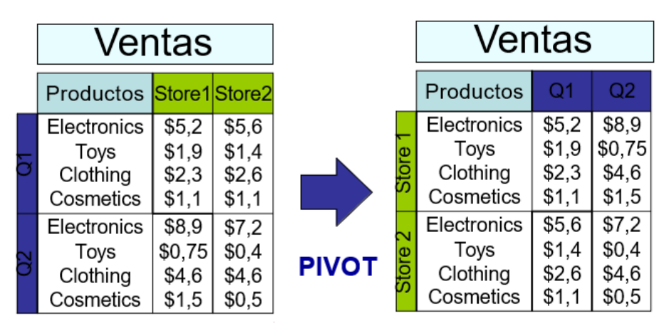 Ventas
Productos Store1 Store2
Q1
Electronics $5,2 $5,6
Toys $1,9 $1,4
Clothing $2,3 $2,6
Cosmetics $1,1 $1,1
Q2
Electronics $8,9 $7,2
Toys $0,75 $0,4
Clothing $4,6 $4,6
Cosmetics $1,5 $0,5
PIVOT
Ventas
Productos Q1 Q2
Store 1
Electronics $5,2 $8,9
Toys $1,9 $0,75
Clothing $2,3 $4,6
Cosmetics $1,1 $1,5
Store 2
Electronics $5,6 $7,2
Toys $1,4 $0,4
Clothing $2,6 $4,6
Cosmetics $1,1 $0,5